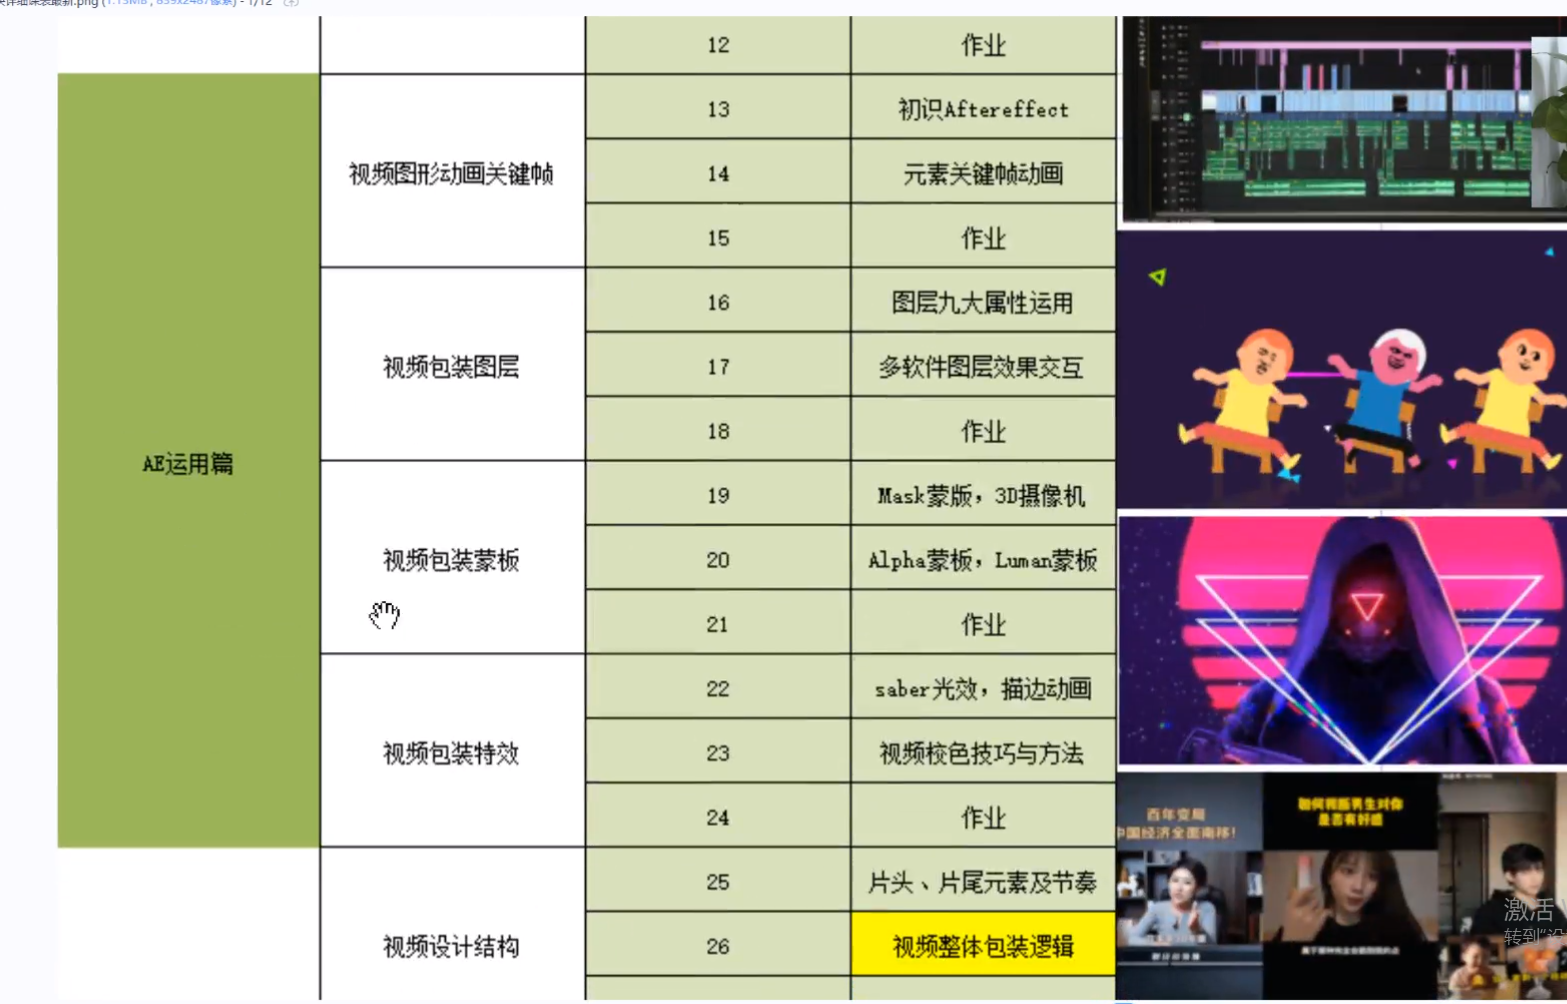 12
作业
AE运用篇
视频图形动画关键帧
13
初识Aftereffect
14
元素关键帧动画
15
作业
视频包装图层
16
图层九大属性运用
17
多软件图层效果交互
18
作业
视频包装蒙板
19
Mask蒙版，3D摄像机
20
Alpha蒙板，Luman蒙板
21
作业
视频包装特效
22
saber光效，描边动画
23
视频校色技巧与方法
24
作业
视频设计结构
25
片头、片尾元素及节奏
26
视频整体包装逻辑
百年变局
中国经济全面南移！
如何判断男生对你
是否有好感
激活
转到"设